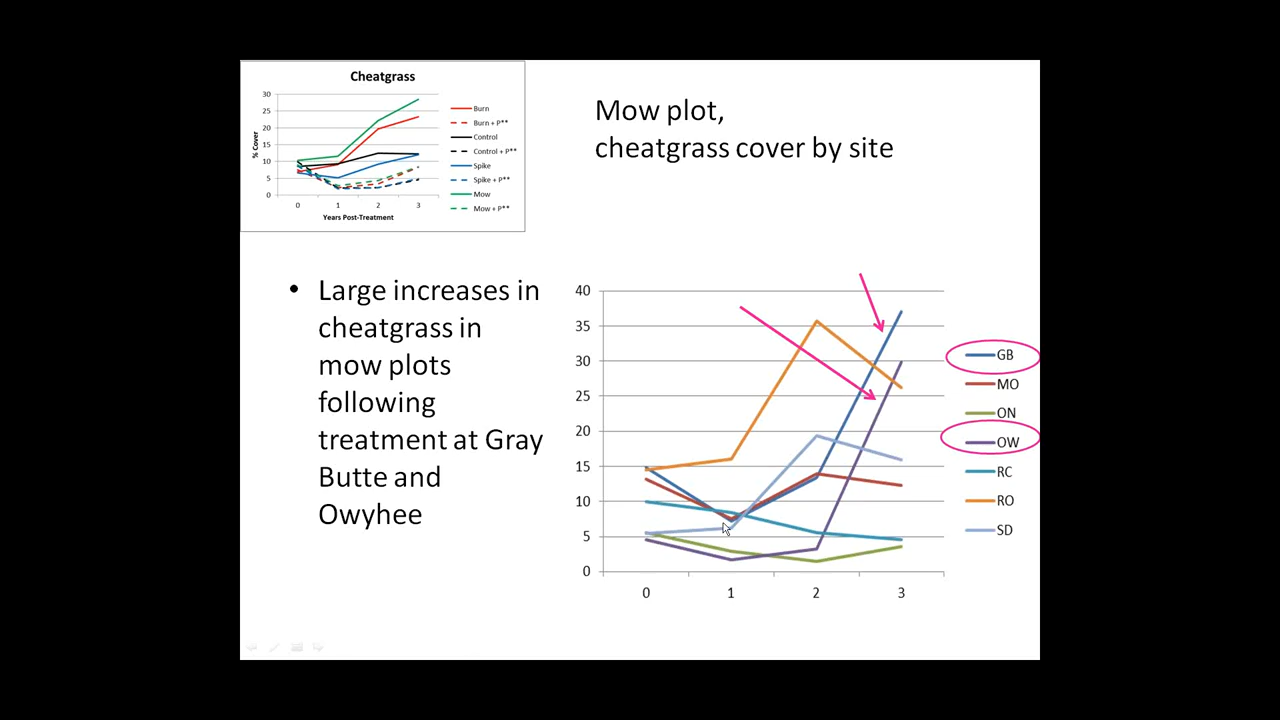 Cheatgrass
30
25
20
15
10
5
0
% Cover
0 1 2 3
Years Post-Treatment
Burn
Burn + P**
Control
Control + P**
Spike
Spike + P**
Mow
Mow + P**
Mow plot,
cheatgrass cover by site
• Large increases in
cheatgrass in
mow plots
following
treatment at Gray
Butte and
Owyhee
40
35
30
25
20
15
10
5
0
0 1 2 3
GB
MO
ON
OW
RC
RO
SD